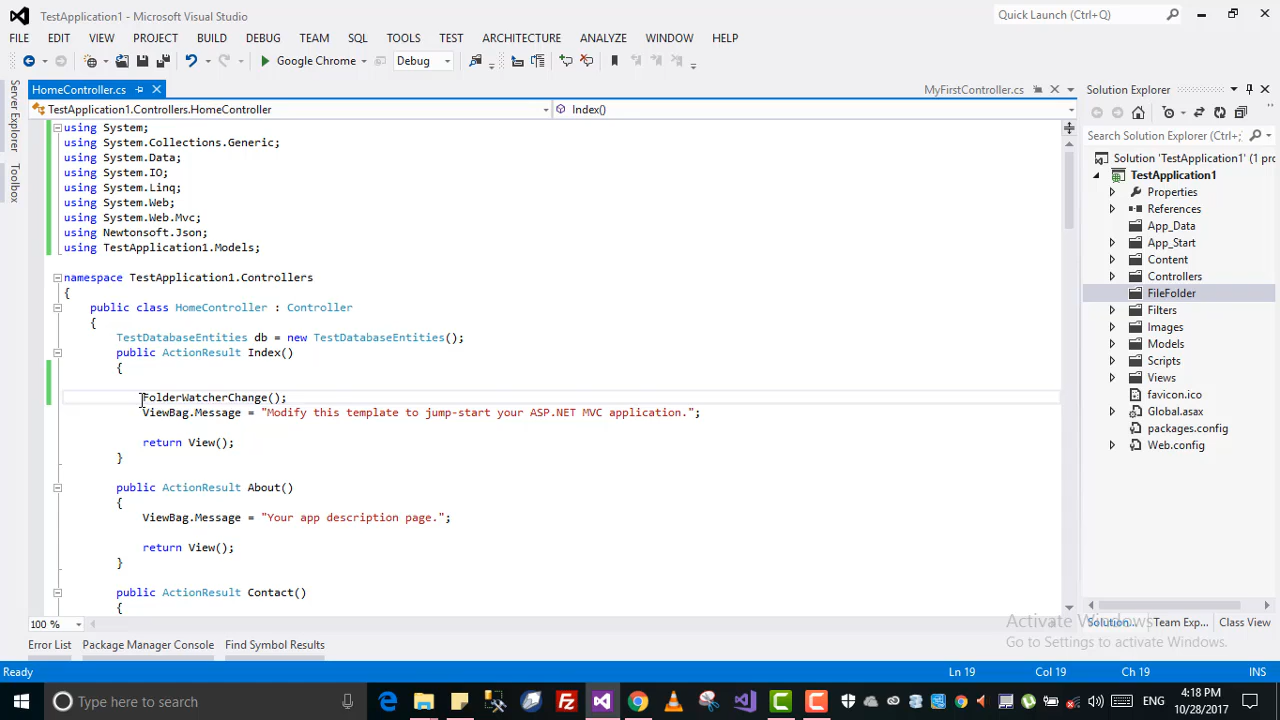 TestApplication1 - Microsoft Visual Studio
Quick Launch (Ctrl+Q)
FILE EDIT VIEW PROJECT BUILD DEBUG TEAM SQL TOOLS TEST ARCHITECTURE ANALYZE WINDOW HELP
Google Chrome Debug
Server Explorer
Toolbox
HomeController.cs
MyFirstController.cs
TestApplication1.Controllers.HomeController
Index()
using System;
using System.Collections.Generic;
using System.Data;
using System.IO;
using System.Linq;
using System.Web;
using System.Web.Mvc;
using Newtonsoft.Json;
using TestApplication1.Models;
namespace TestApplication1.Controllers
{
public class HomeController : Controller
{
TestDatabaseEntities db = new TestDatabaseEntities();
public ActionResult Index()
{
FolderWatcherChange();
ViewBag.Message = "Modify this template to jump-start your ASP.NET MVC application.";
return View();
}
public ActionResult About()
{
ViewBag.Message = "Your app description page.";
return View();
}
public ActionResult Contact()
{
100 %
Solution Explorer
Search Solution Explorer (Ctrl+;
Solution 'TestApplication1' (1 pro
TestApplication1
Properties
References
App_Data
App_Start
Content
Controllers
FileFolder
Filters
Images
Models
Scripts
Views
favicon.ico
Global.asax
packages.config
Web.config
Solution... Team Exp... Class View
Activate Windows
Go to Settings to activate Windows.
Error List Package Manager Console Find Symbol Results
Ready Ln 19 Col 19 Ch 19 INS
Type here to search
ENG
4:18 PM
10/28/2017